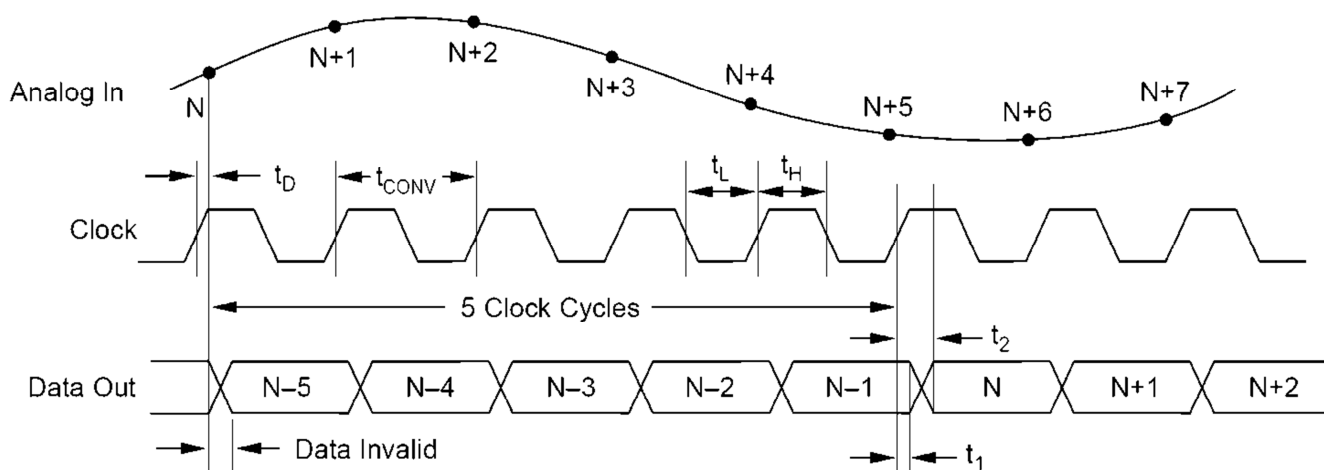 N+1
N+2
N+3
N+4
N+5
N+6
N+7
Analog In
N
t_D
t_CONV
t_L
t_H
Clock
5 Clock Cycles
t_2
Data Out
N–5
N–4
N–3
N–2
N–1
N
N+1
N+2
Data Invalid
t_1